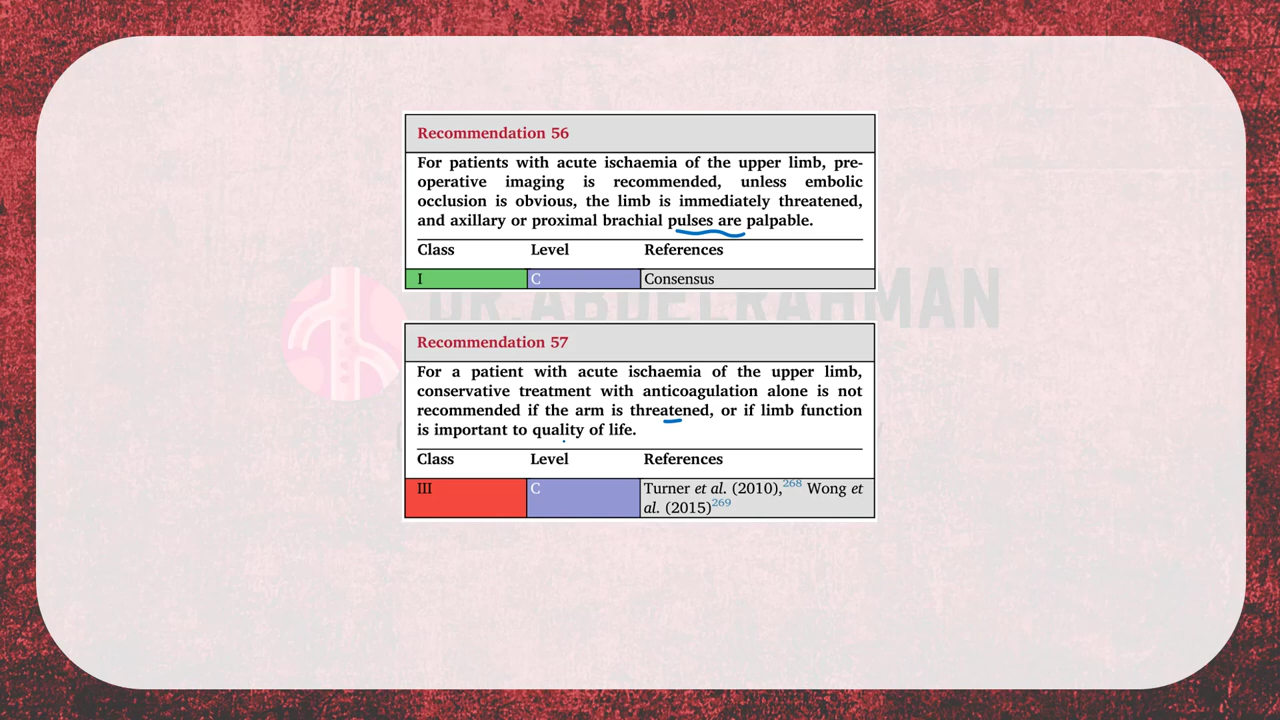 Recommendation 56
For patients with acute ischaemia of the upper limb, pre-
operative imaging is recommended, unless embolic
occlusion is obvious, the limb is immediately threatened,
and axillary or proximal brachial pulses are palpable.
Class Level References
I C Consensus
DR.ABDELRAHMAN
Recommendation 57
For a patient with acute ischaemia of the upper limb,
conservative treatment with anticoagulation alone is not
recommended if the arm is threatened, or if limb function
is important to quality of life.
Class Level References
III C Turner et al. (2010),268 Wong et
al. (2015)269